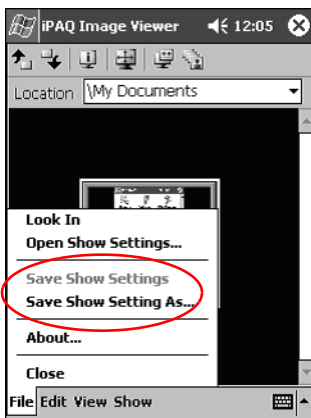 iPAQ Image Viewer 12:05
Location \My Documents
Look In
Open Show Settings...
Save Show Settings
Save Show Setting As...
About...
Close
File Edit View Show